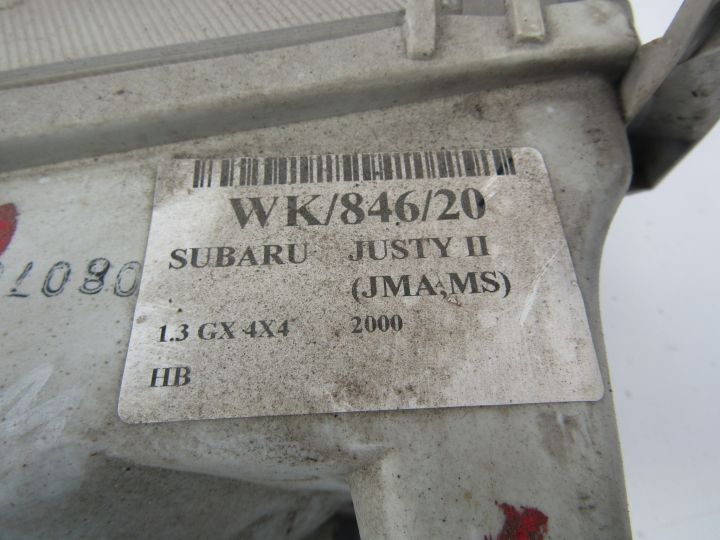 WK/846/20
SUBARU JUSTY II
(JMA,MS)
1.3 GX 4X4 2000
HB